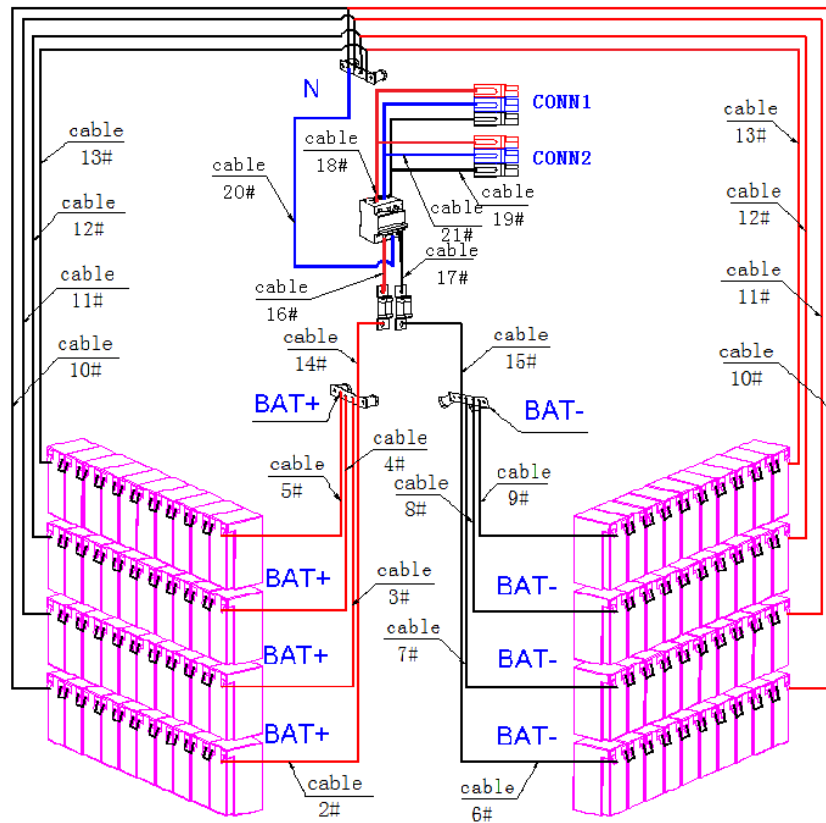 N
CONN1
CONN2
cable
13#
cable
18#
cable
20#
cable
13#
cable
12#
cable
21#
cable
19#
cable
12#
cable
11#
cable
16#
cable
17#
cable
11#
cable
10#
cable
14#
cable
15#
cable
10#
BAT+
BAT-
cable
5#
cable
4#
cable
8#
cable
9#
BAT+
cable
3#
BAT-
BAT+
cable
7#
BAT-
BAT+
BAT-
cable
2#
cable
6#